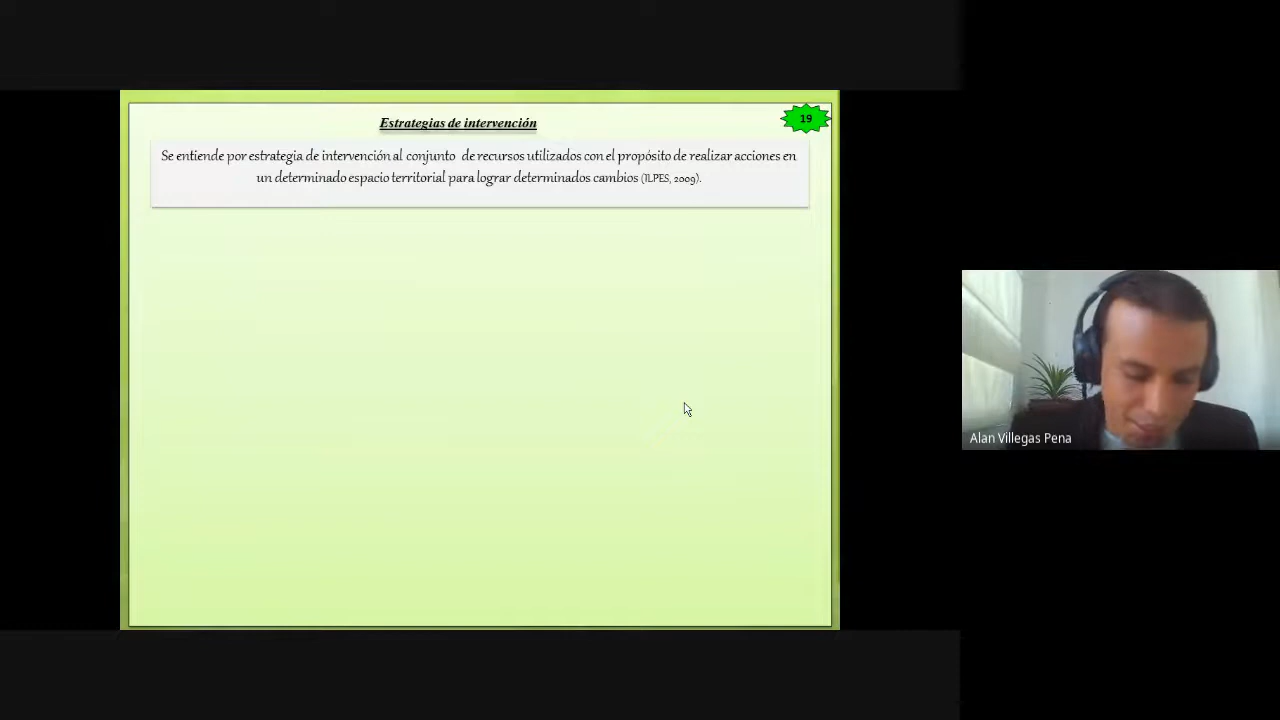 Estrategias de intervención
19
Se entiende por estrategia de intervención al conjunto de recursos utilizados con el propósito de realizar acciones en
un determinado espacio territorial para lograr determinados cambios (ILPES, 2009).
Alan Villegas Pena